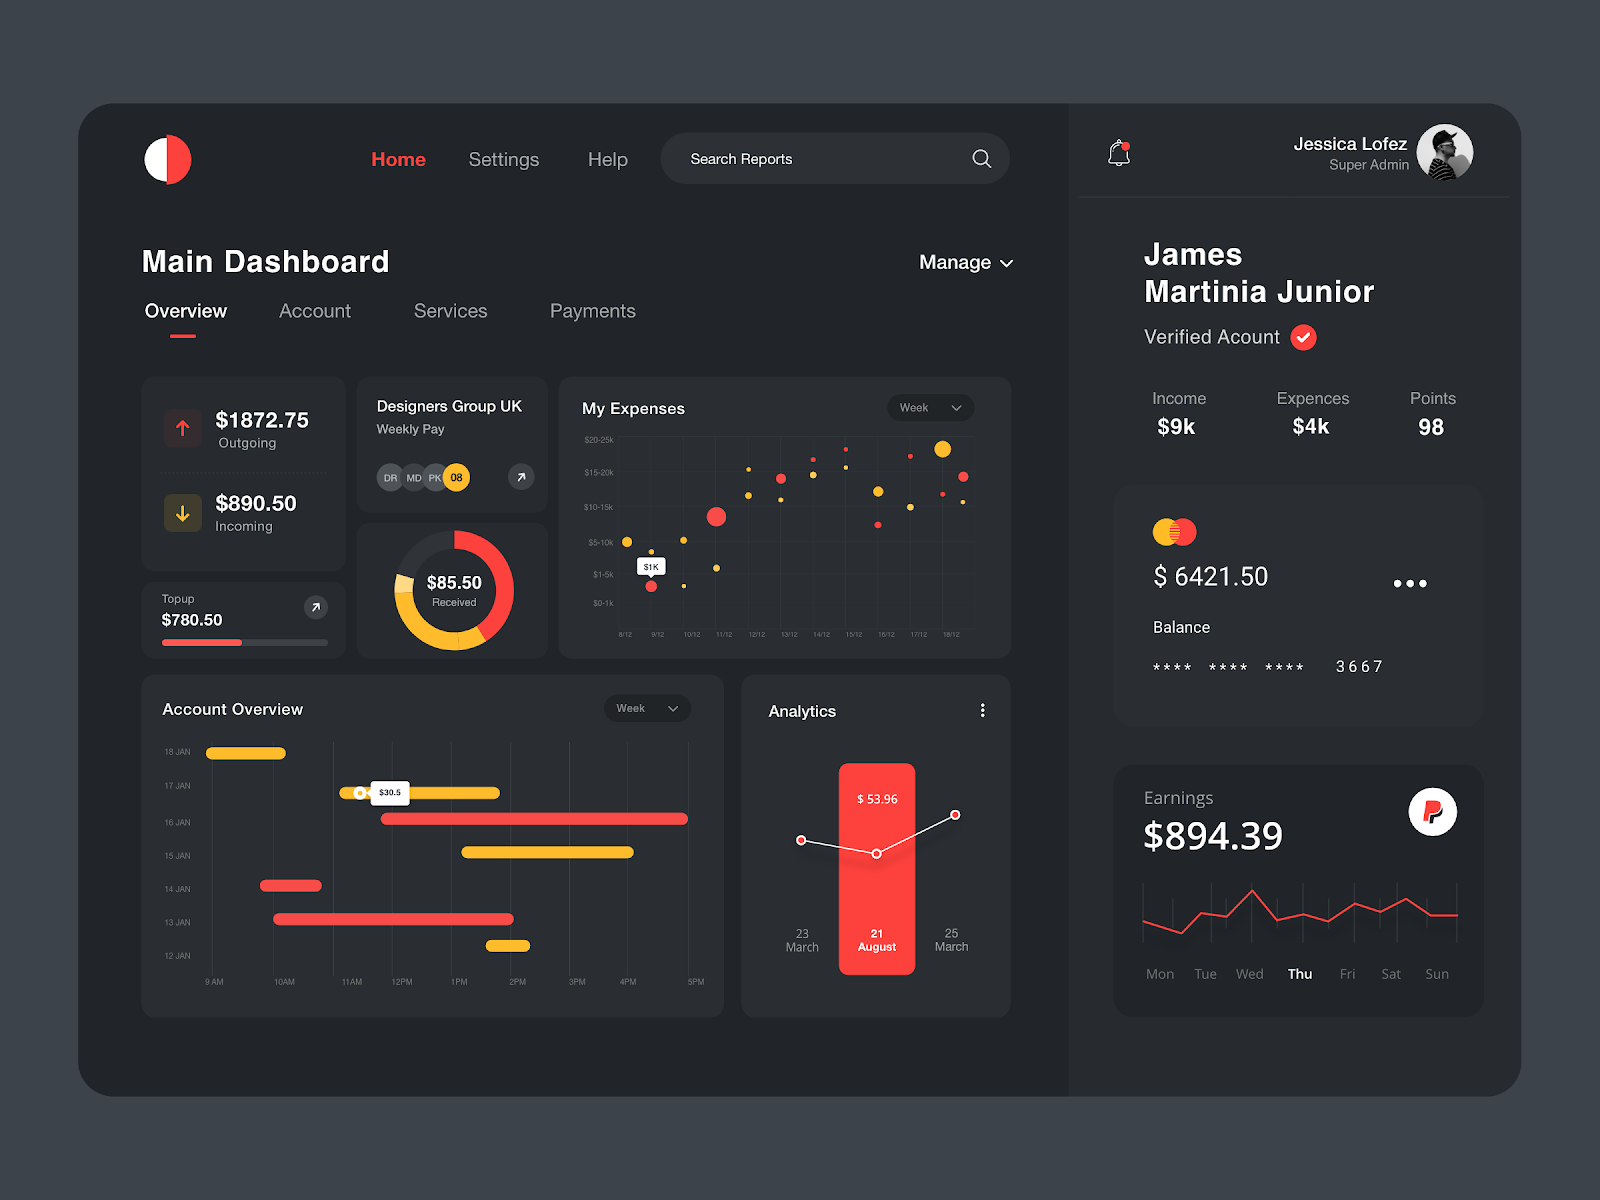 Home
Settings
Help
Search Reports
Jessica Lofez
Super Admin
Main Dashboard
Manage
Overview
Account
Services
Payments
$1872.75
Outgoing
$890.50
Incoming
Topup
$780.50
Designers Group UK
Weekly Pay
DR
MD
PK
08
$85.50
Received
My Expenses
Week
$20-25k
$15-20k
$10-15k
$5-10k
$1-5k
$0-1k
$1K
8/12
9/12
10/12
11/12
12/12
13/12
14/12
15/12
16/12
17/12
18/12
Account Overview
Week
18 JAN
17 JAN
16 JAN
15 JAN
14 JAN
13 JAN
12 JAN
$30.5
9 AM
10AM
11AM
12PM
1PM
2PM
3PM
4PM
5PM
Analytics
$ 53.96
23
March
21
August
25
March
James
Martinia Junior
Verified Acount
Income
$9k
Expences
$4k
Points
98
$ 6421.50
Balance
**** **** **** 3667
Earnings
$894.39
Mon
Tue
Wed
Thu
Fri
Sat
Sun